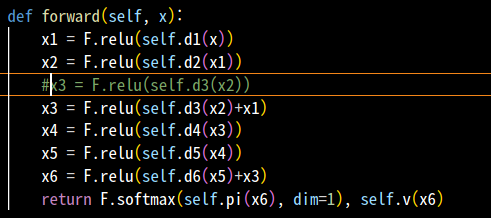 def forward(self, x):
    x1 = F.relu(self.d1(x))
    x2 = F.relu(self.d2(x1))
    #x3 = F.relu(self.d3(x2))
    x3 = F.relu(self.d3(x2)+x1)
    x4 = F.relu(self.d4(x3))
    x5 = F.relu(self.d5(x4)
    x6 = F.relu(self.d6(x5)+x3)
    return F.softmax(self.pi(x6), dim=1), self.v(x6)